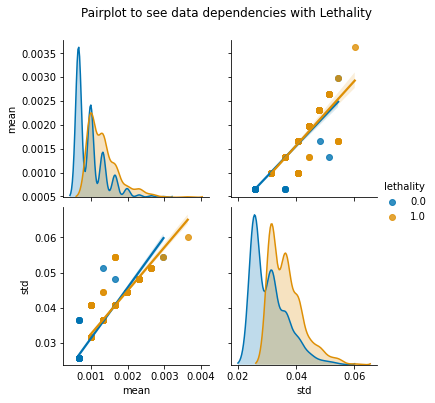 Pairplot to see data dependencies with Lethality
0.0035
0.0030
0.0025
0.0020
0.0015
0.0010
0.0005
mean
lethality
0.0
1.0
0.06
0.05
0.04
0.03
std
0.001 0.002 0.003 0.004
mean
0.02 0.04 0.06
std